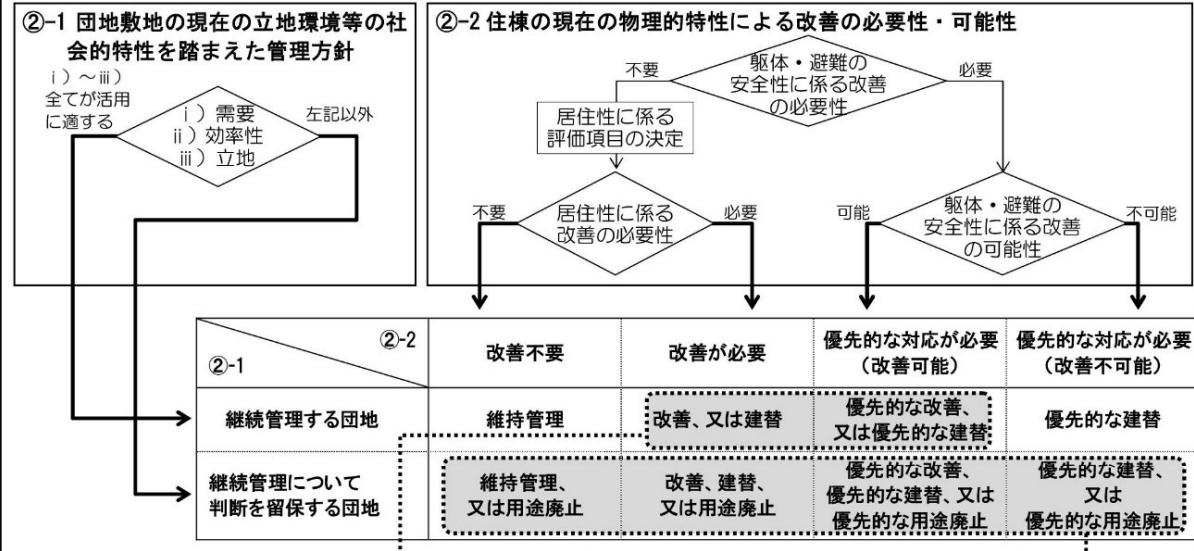 ②-1 団地敷地の現在の立地環境等の社
会的特性を踏まえた管理方針
ⅰ）～ⅲ）
全てが活用
に適する
ⅰ）需要
ⅱ）効率性
ⅲ）立地
左記以外
②-2 住棟の現在の物理的特性による改善の必要性・可能性
不要
躯体・避難の
安全性に係る改善
の必要性
必要
居住性に係る
評価項目の決定
不要
居住性に係る
改善の必要性
必要
可能
躯体・避難の
安全性に係る改善
の可能性
不可能
②-2
②-1
改善不要
改善が必要
優先的な対応が必要
（改善可能）
優先的な対応が必要
（改善不可能）
継続管理する団地
維持管理
改善、又は建替
優先的な改善、
又は優先的な建替
優先的な建替
継続管理について
判断を留保する団地
維持管理、
又は用途廃止
改善、建替、
又は用途廃止
優先的な改善、
優先的な建替、又は
優先的な用途廃止
優先的な建替、
又は
優先的な用途廃止